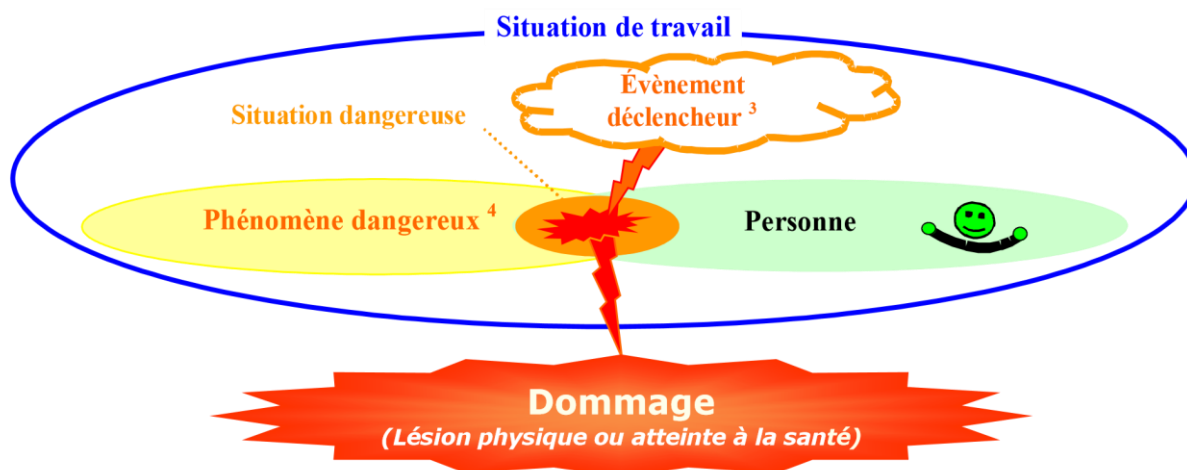 Situation de travail
Évènement
déclencheur 3
Situation dangereuse
Phénomène dangereux 4
Personne
Dommage
(Lésion physique ou atteinte à la santé)